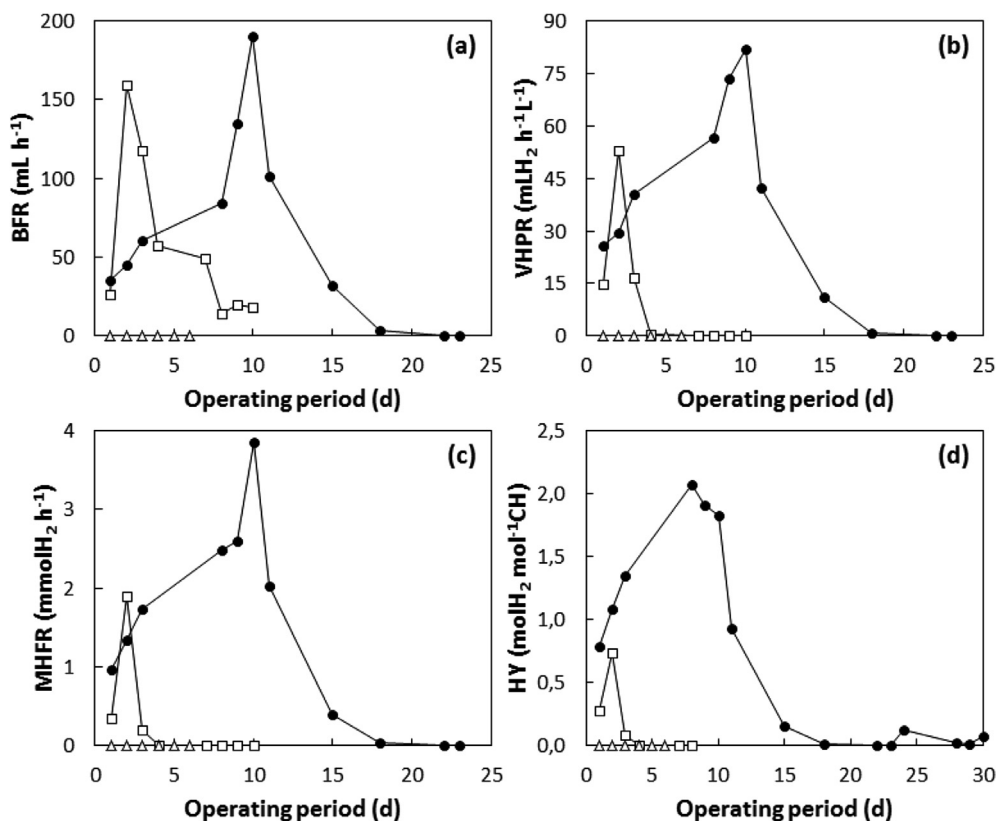 (a)
BFR (mL h⁻¹)
200
150
100
50
0
0 5 10 15 20 25
Operating period (d)
(b)
VHPR (mLH₂ h⁻¹L⁻¹)
90
75
60
45
30
15
0
0 5 10 15 20 25
Operating period (d)
(c)
MHFR (mmolH₂ h⁻¹)
4
3
2
1
0
0 5 10 15 20 25
Operating period (d)
(d)
HY (molH₂ mol⁻¹CH)
2,5
2,0
1,5
1,0
0,5
0,0
0 5 10 15 20 25 30
Operating period (d)